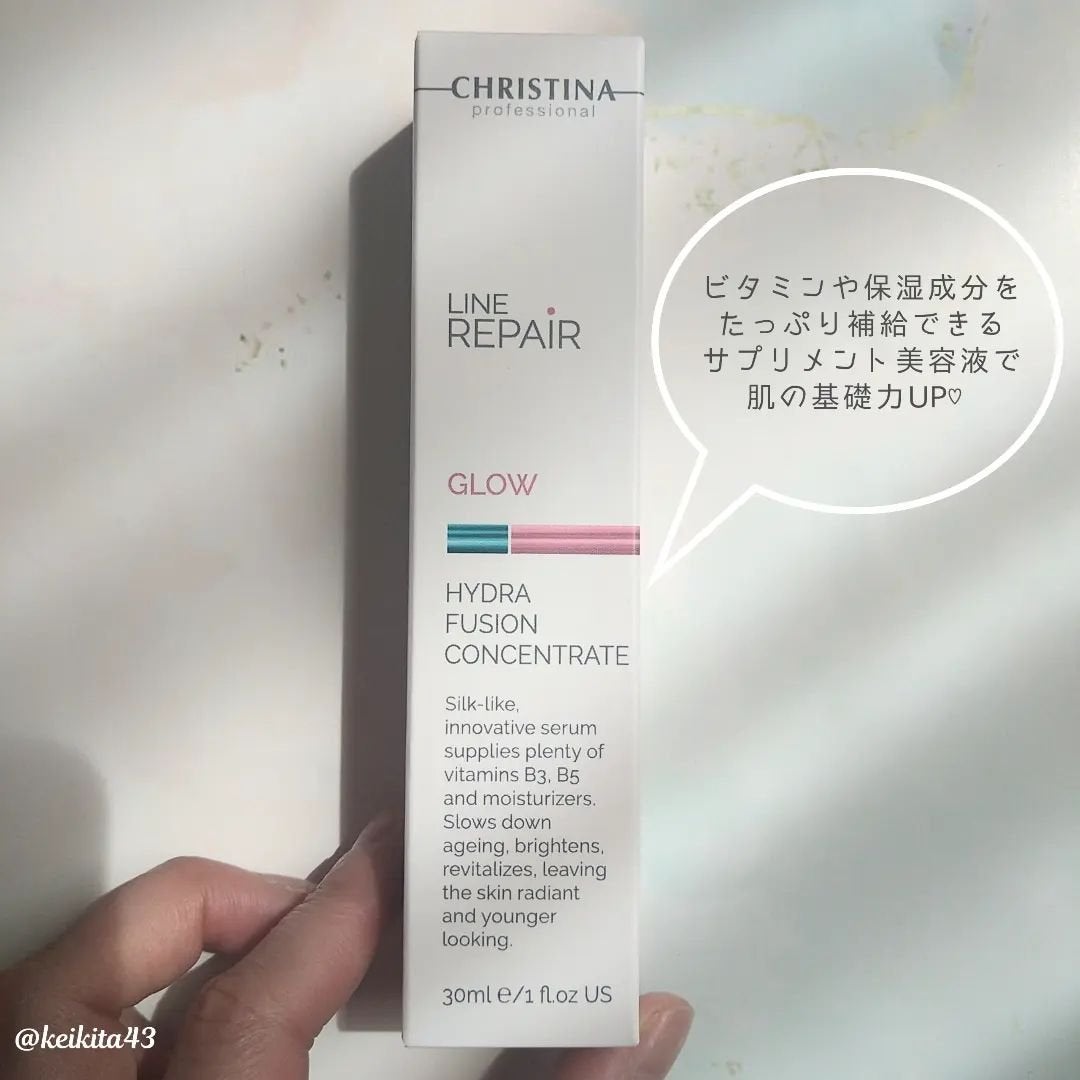 CHRISTINA
professional
LINE
REPAIR
GLOW
HYDRA
FUSION
CONCENTRATE
Silk-like,
innovative serum
supplies plenty of
vitamins B3, B5
and moisturizers.
Slows down
ageing, brightens,
revitalizes, leaving
the skin radiant
and younger
looking.
30ml ℮/1 fl.oz US
ビタミンや保湿成分を
たっぷり補給できる
サプリメント美容液で
肌の基礎力UP♡
@keikita43